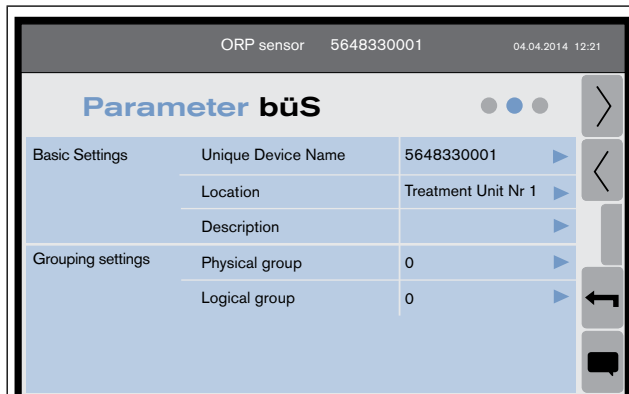 ORP sensor 5648330001 04.04.2014 12:21
Parameter büS
Basic Settings Unique Device Name 5648330001
Location Treatment Unit Nr 1
Description
Grouping settings Physical group 0
Logical group 0